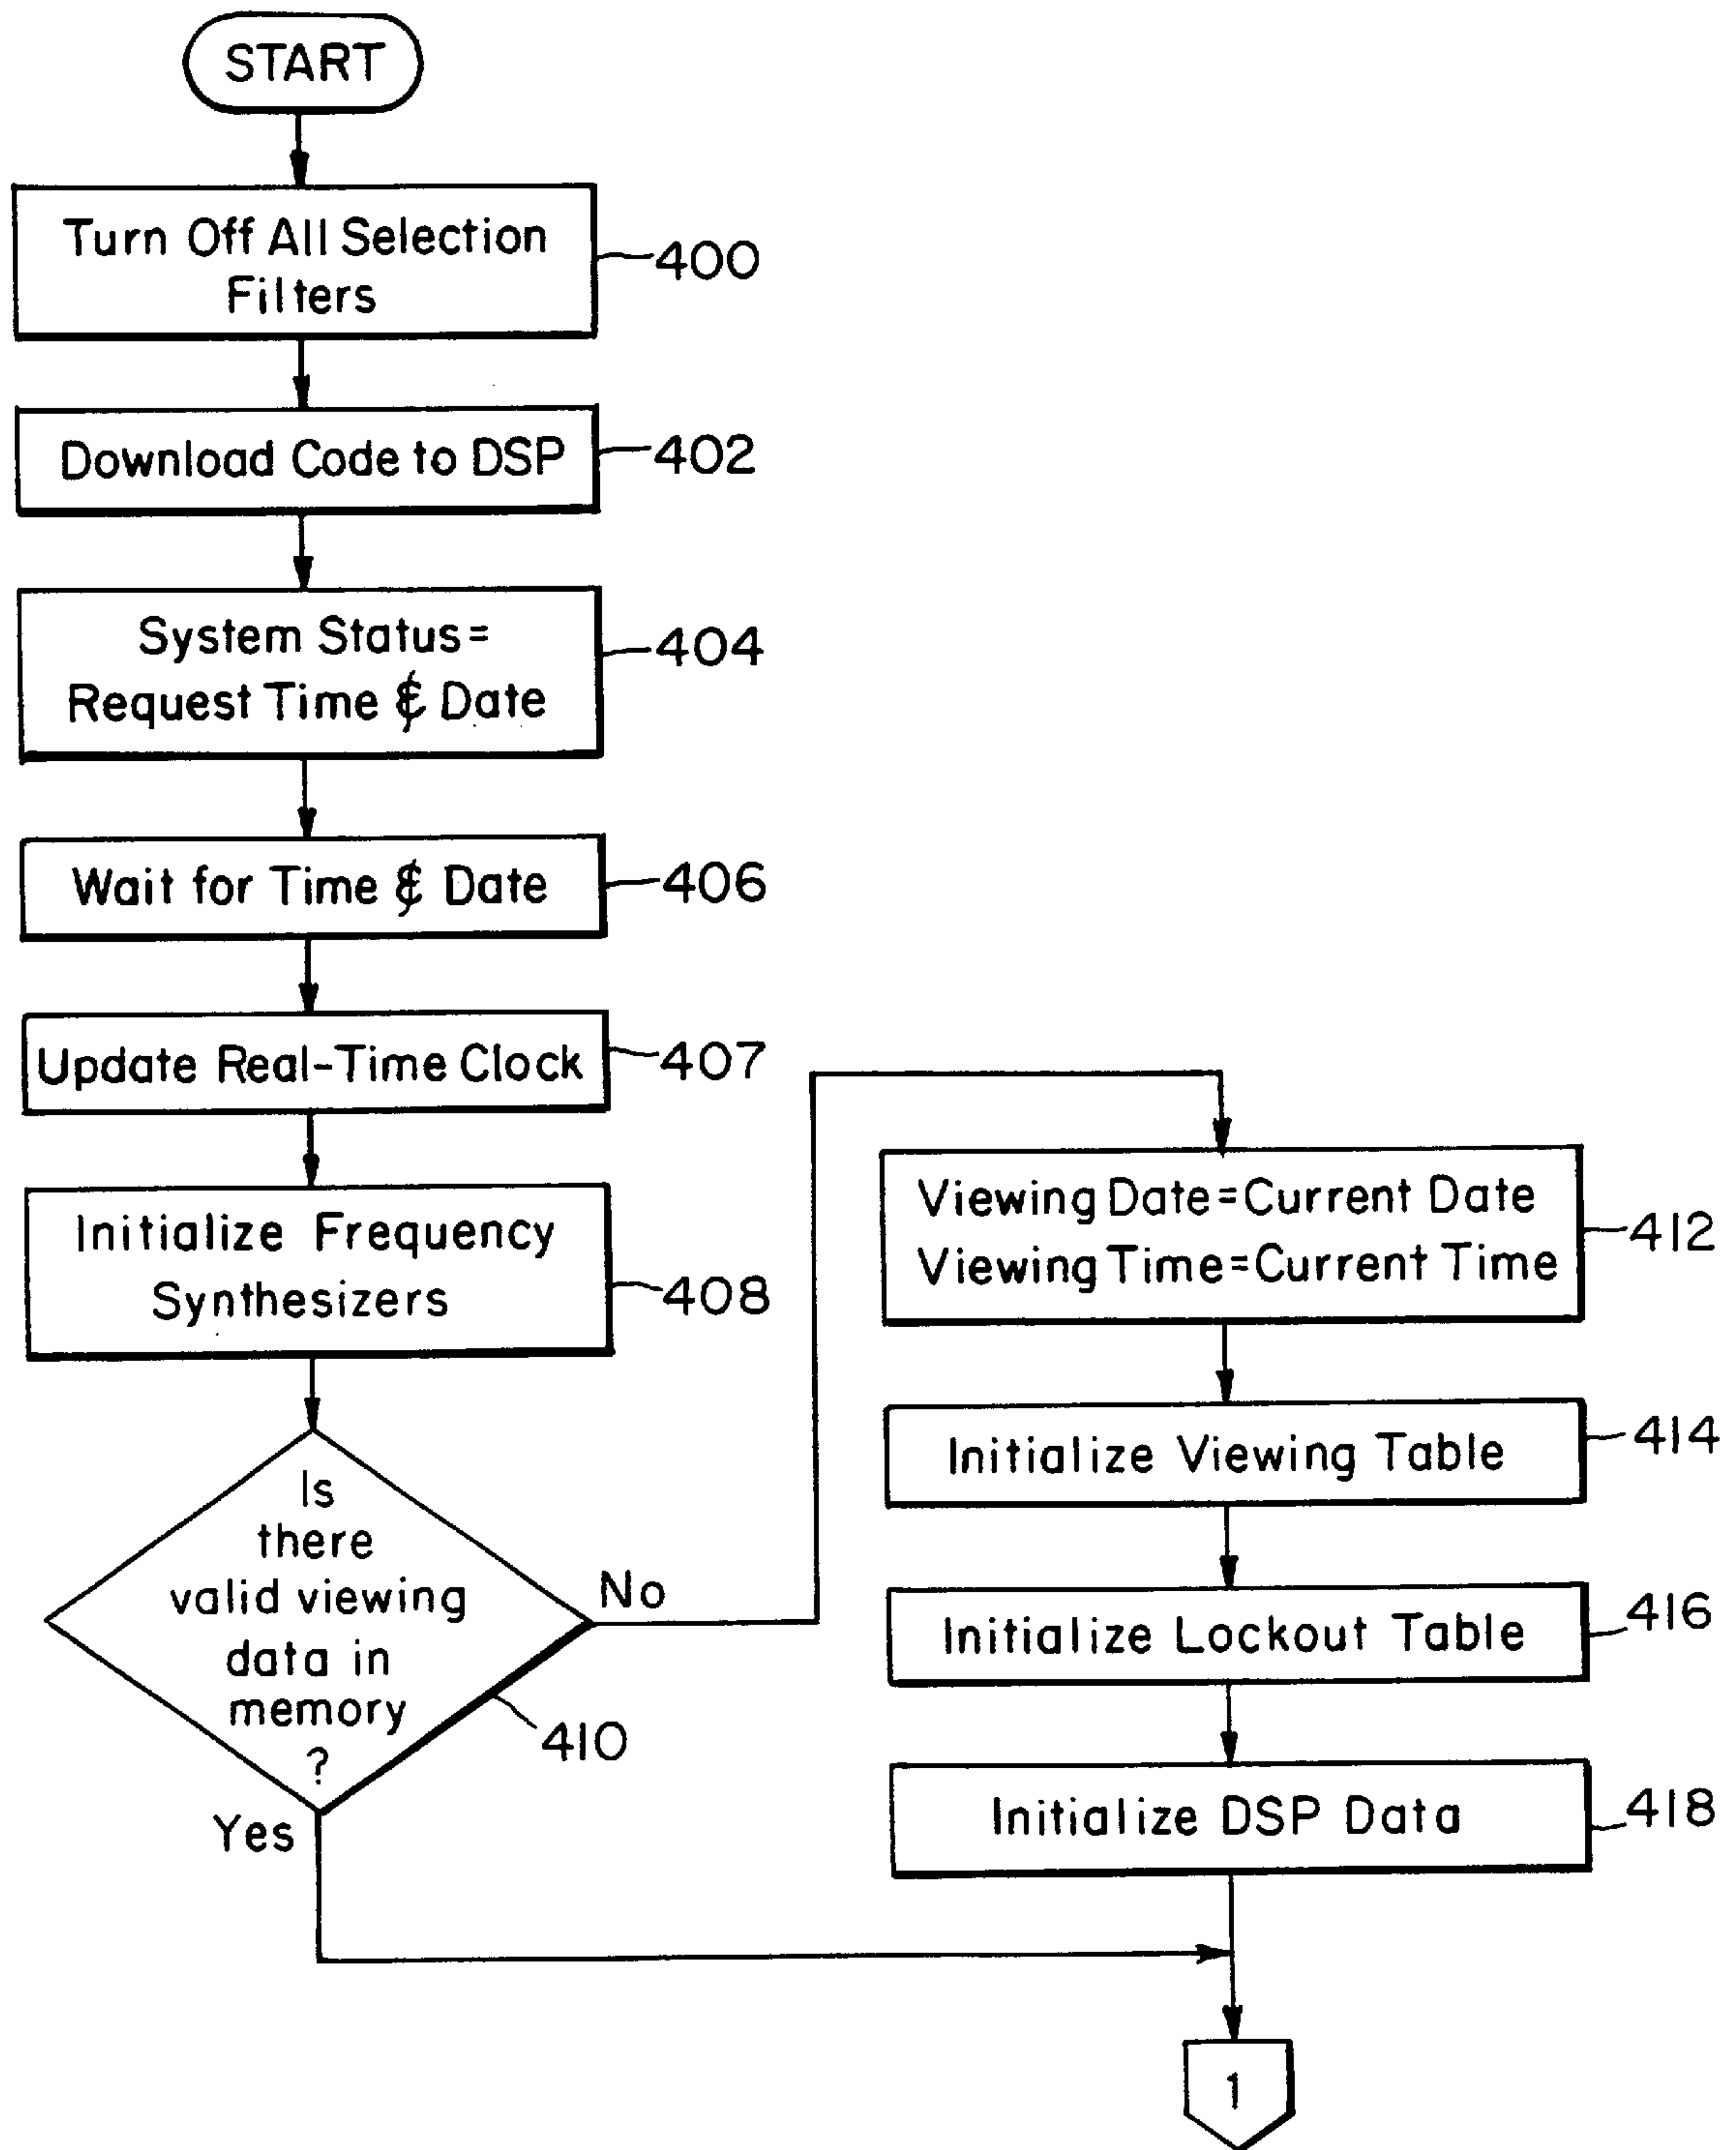 START
Turn Off All Selection
Filters
400
Download Code to DSP
402
System Status=
Request Time & Date
404
Wait for Time & Date
406
Update Real-Time Clock
407
Initialize Frequency
Synthesizers
408
Is
there
valid viewing
data in
memory
?
410
No
Yes
Viewing Date=Current Date
Viewing Time=Current Time
412
Initialize Viewing Table
414
Initialize Lockout Table
416
Initialize DSP Data
418
1